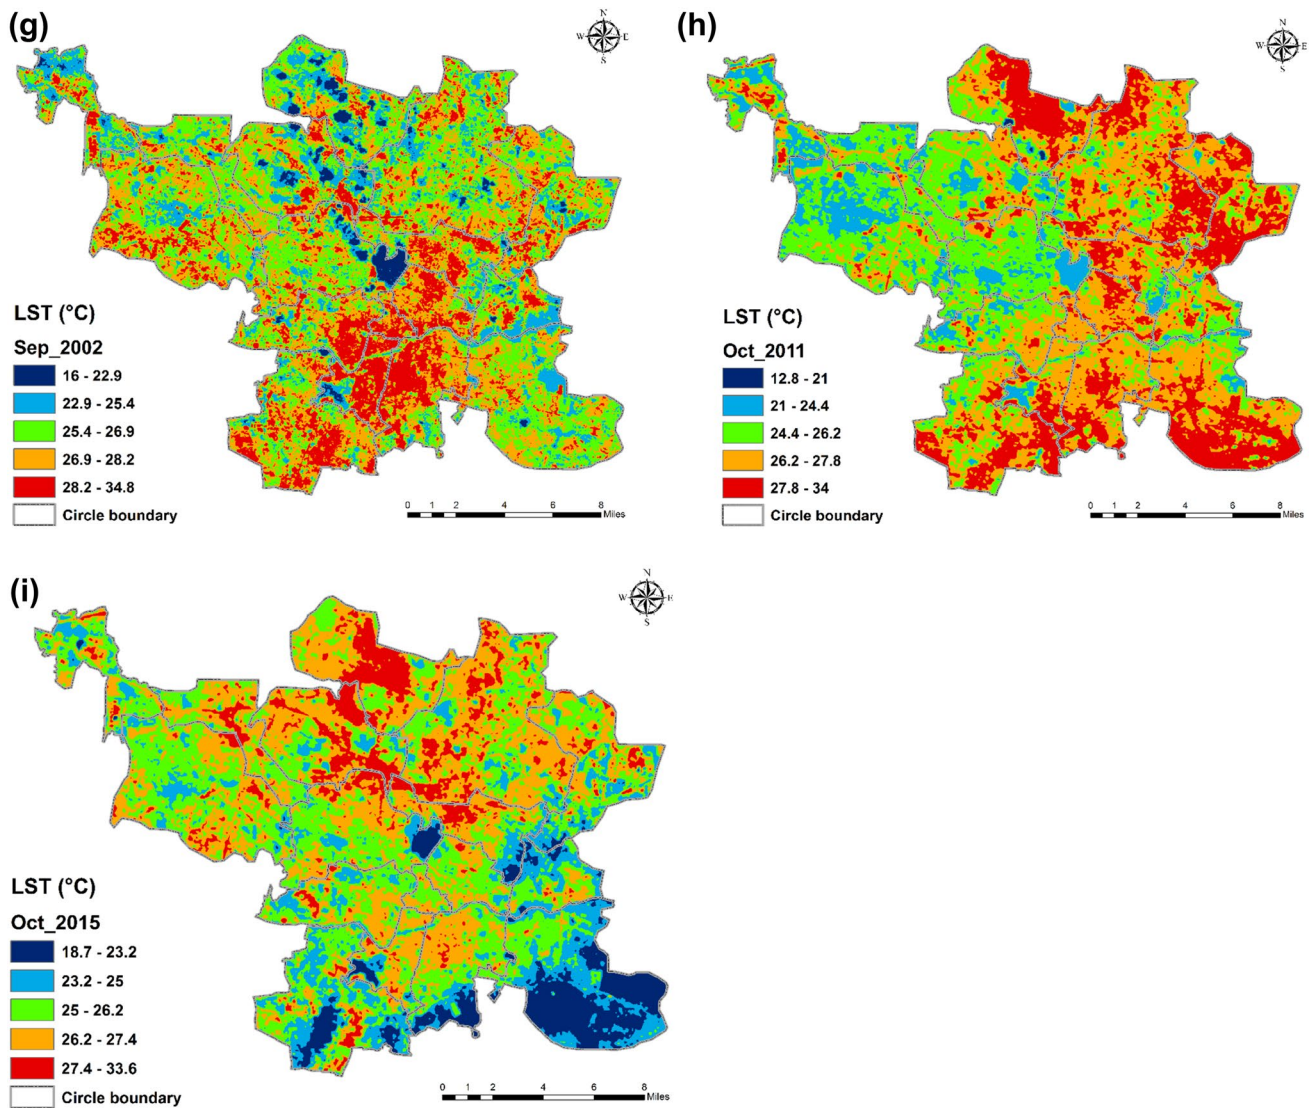 (g)
N
W E
S
LST (°C)
Sep_2002
16 - 22.9
22.9 - 25.4
25.4 - 26.9
26.9 - 28.2
28.2 - 34.8
Circle boundary
0 1 2 4 6 8
Miles
(h)
N
W E
S
LST (°C)
Oct_2011
12.8 - 21
21 - 24.4
24.4 - 26.2
26.2 - 27.8
27.8 - 34
Circle boundary
0 1 2 4 6 8
Miles
(i)
N
W E
S
LST (°C)
Oct_2015
18.7 - 23.2
23.2 - 25
25 - 26.2
26.2 - 27.4
27.4 - 33.6
Circle boundary
0 1 2 4 6 8
Miles